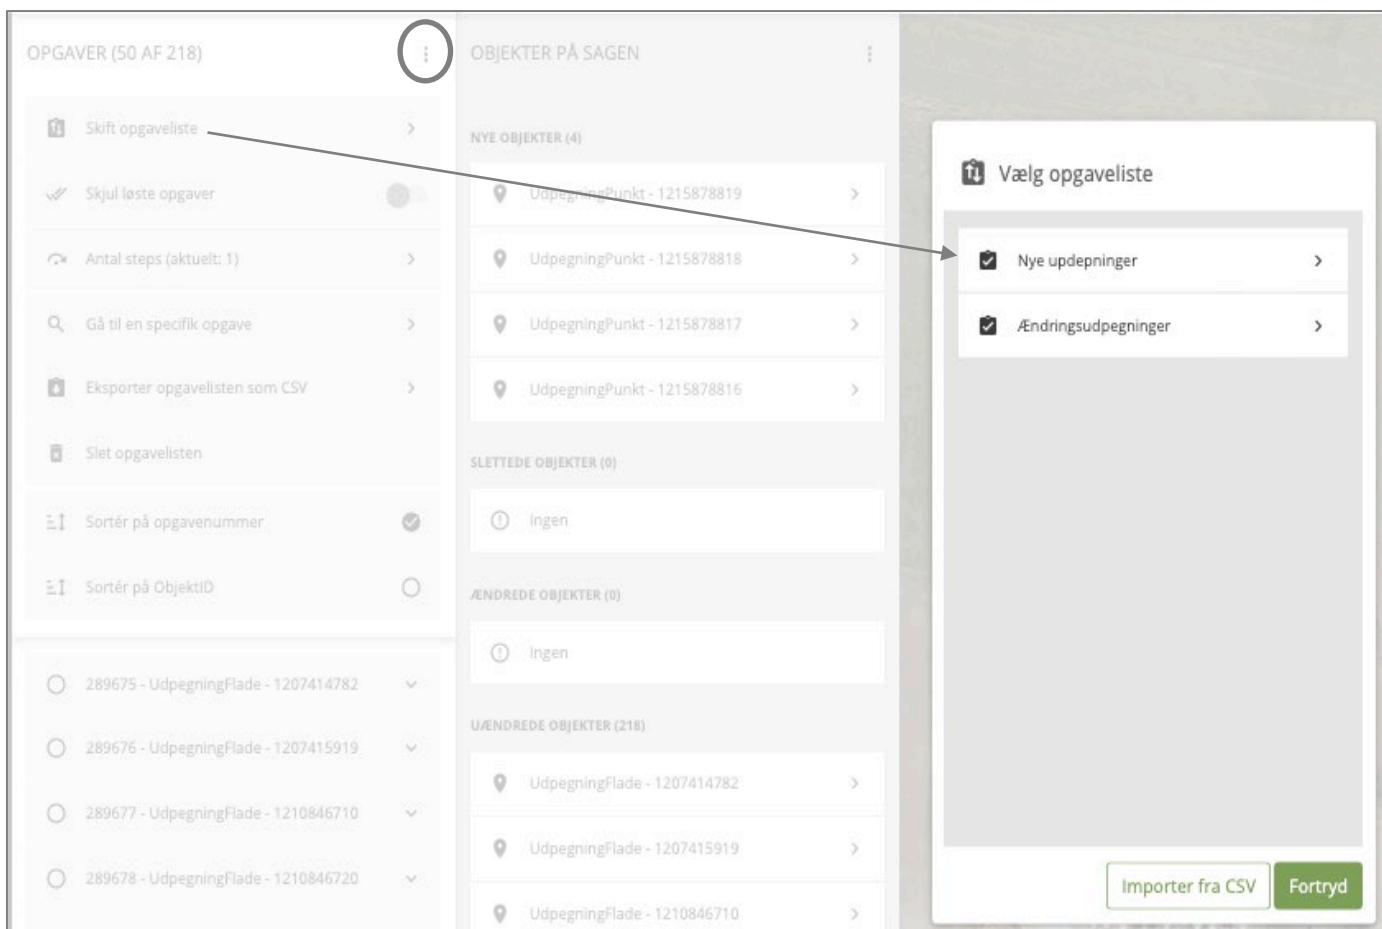 OPGAVER (50 AF 218)
Skift opgaveliste
Skjul løste opgaver
Antal steps (aktuelt: 1)
Gå til en specifik opgave
Eksporter opgavelisten som CSV
Slet opgavelisten
Sortér på opgavenummer
Sortér på ObjektID
289675 - UdpegningFlade - 1207414782
289676 - UdpegningFlade - 1207415919
289677 - UdpegningFlade - 1210846710
289678 - UdpegningFlade - 1210846720
OBJEKTER PÅ SAGEN
NYE OBJEKTER (4)
UdpegningPunkt - 1215878819
UdpegningPunkt - 1215878818
UdpegningPunkt - 1215878817
UdpegningPunkt - 1215878816
SLETTEDE OBJEKTER (0)
Ingen
ÆNDREDE OBJEKTER (0)
Ingen
UÆNDREDE OBJEKTER (218)
UdpegningFlade - 1207414782
UdpegningFlade - 1207415919
UdpegningFlade - 1210846710
Vælg opgaveliste
Nye updepninger
Ændringsudpegninger
Importer fra CSV
Fortryd